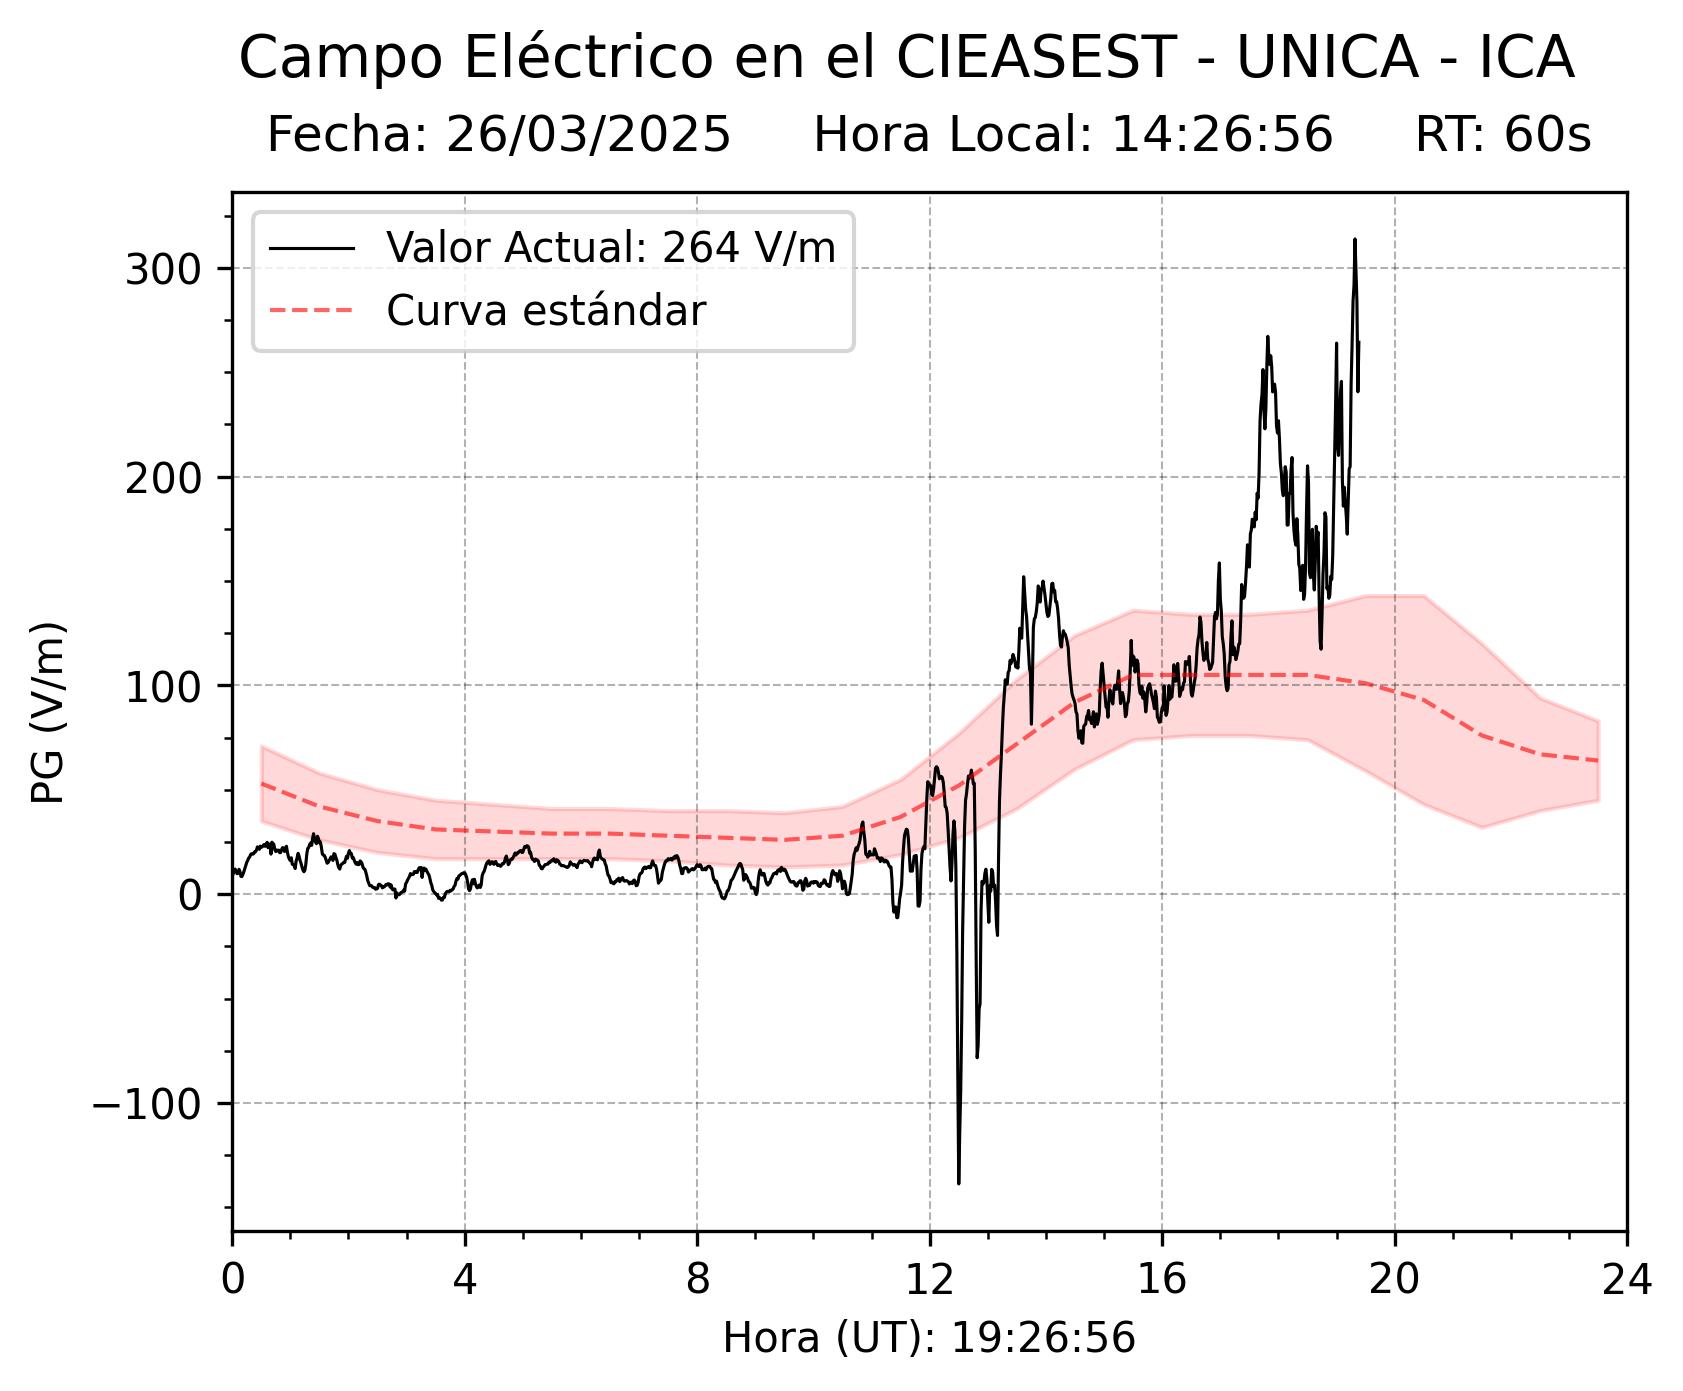 Campo Eléctrico en el CIEASEST - UNICA - ICA
Fecha: 26/03/2025 Hora Local: 14:26:56 RT: 60s
Valor Actual: 264 V/m
Curva estándar
300
200
100
0
−100
PG (V/m)
0 4 8 12 16 20 24
Hora (UT): 19:26:56